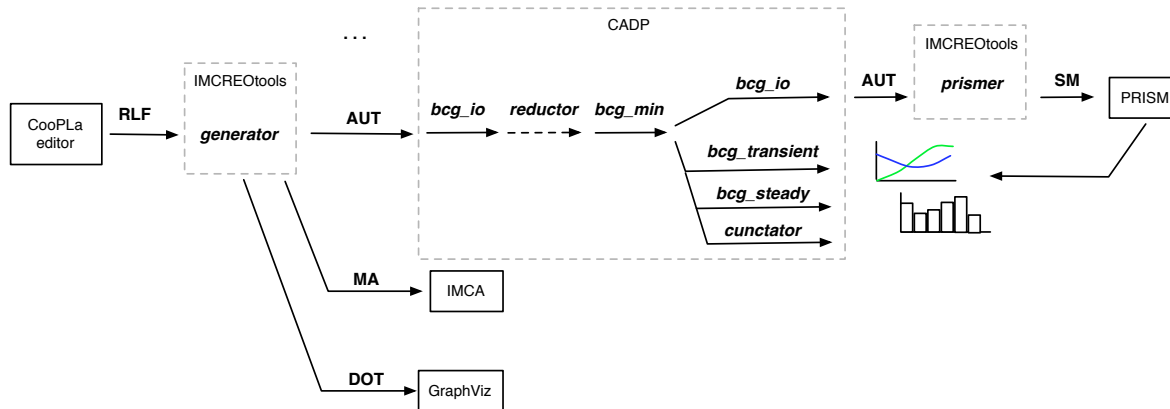 . . .
CADP
IMCREOtools
IMCREOtools
CooPLa
editor
RLF
generator
AUT
bcg_io
reductor
bcg_min
bcg_io
AUT
prismer
SM
PRISM
bcg_transient
bcg_steady
cunctator
MA
IMCA
DOT
GraphViz